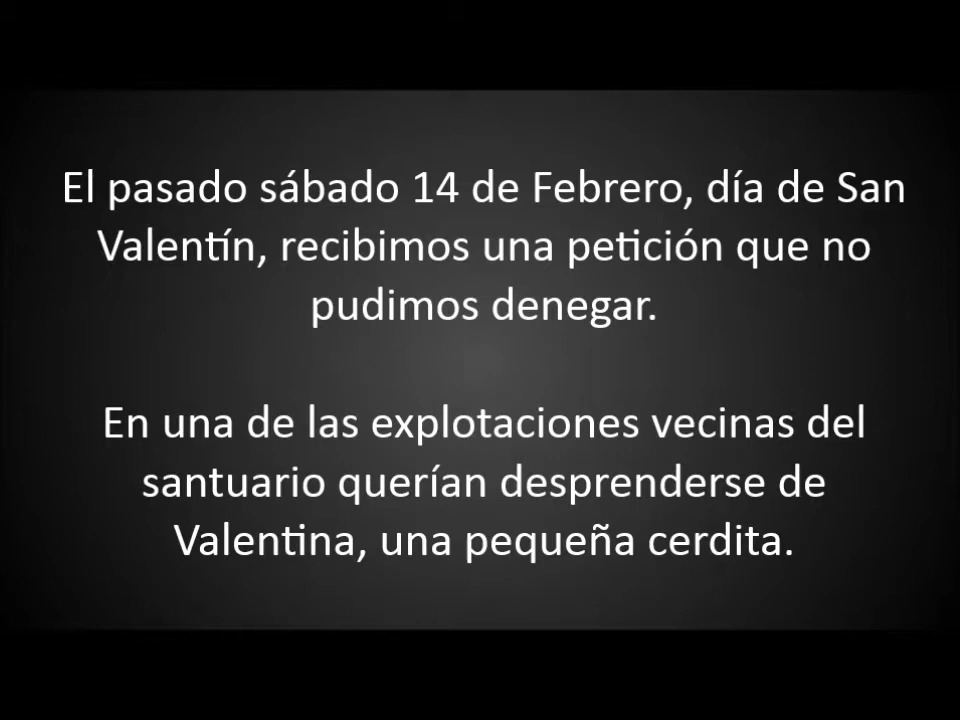 El pasado sábado 14 de Febrero, día de San
Valentín, recibimos una petición que no
pudimos denegar.
En una de las explotaciones vecinas del
santuario querían desprenderse de
Valentina, una pequeña cerdita.